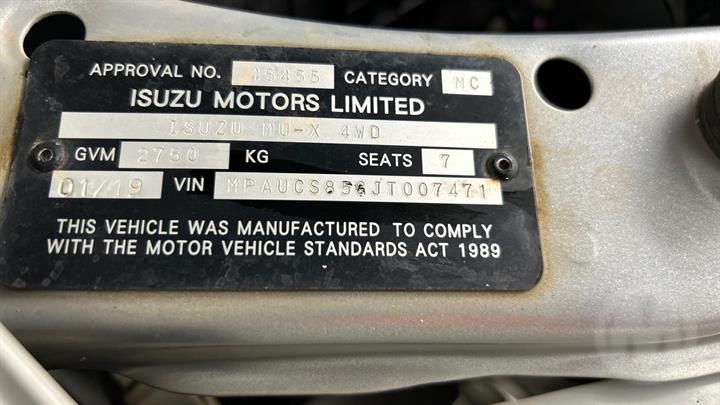 APPROVAL NO. 45455 CATEGORY MC
ISUZU MOTORS LIMITED
ISUZU MU-X 4WD
GVM 2750 KG SEATS 7
01/19 VIN MPAUCS85GJT007471
THIS VEHICLE WAS MANUFACTURED TO COMPLY
WITH THE MOTOR VEHICLE STANDARDS ACT 1989